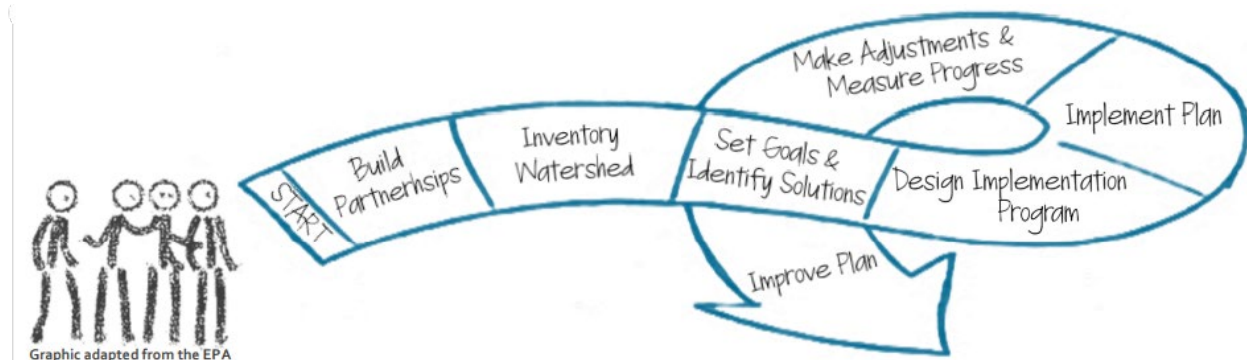 START
Build
Partnerhsips
Inventory
Watershed
Set Goals &
Identify Solutions
Design Implementation
Program
Implement Plan
Make Adjustments &
Measure Progress
Improve Plan
Graphic adapted from the EPA